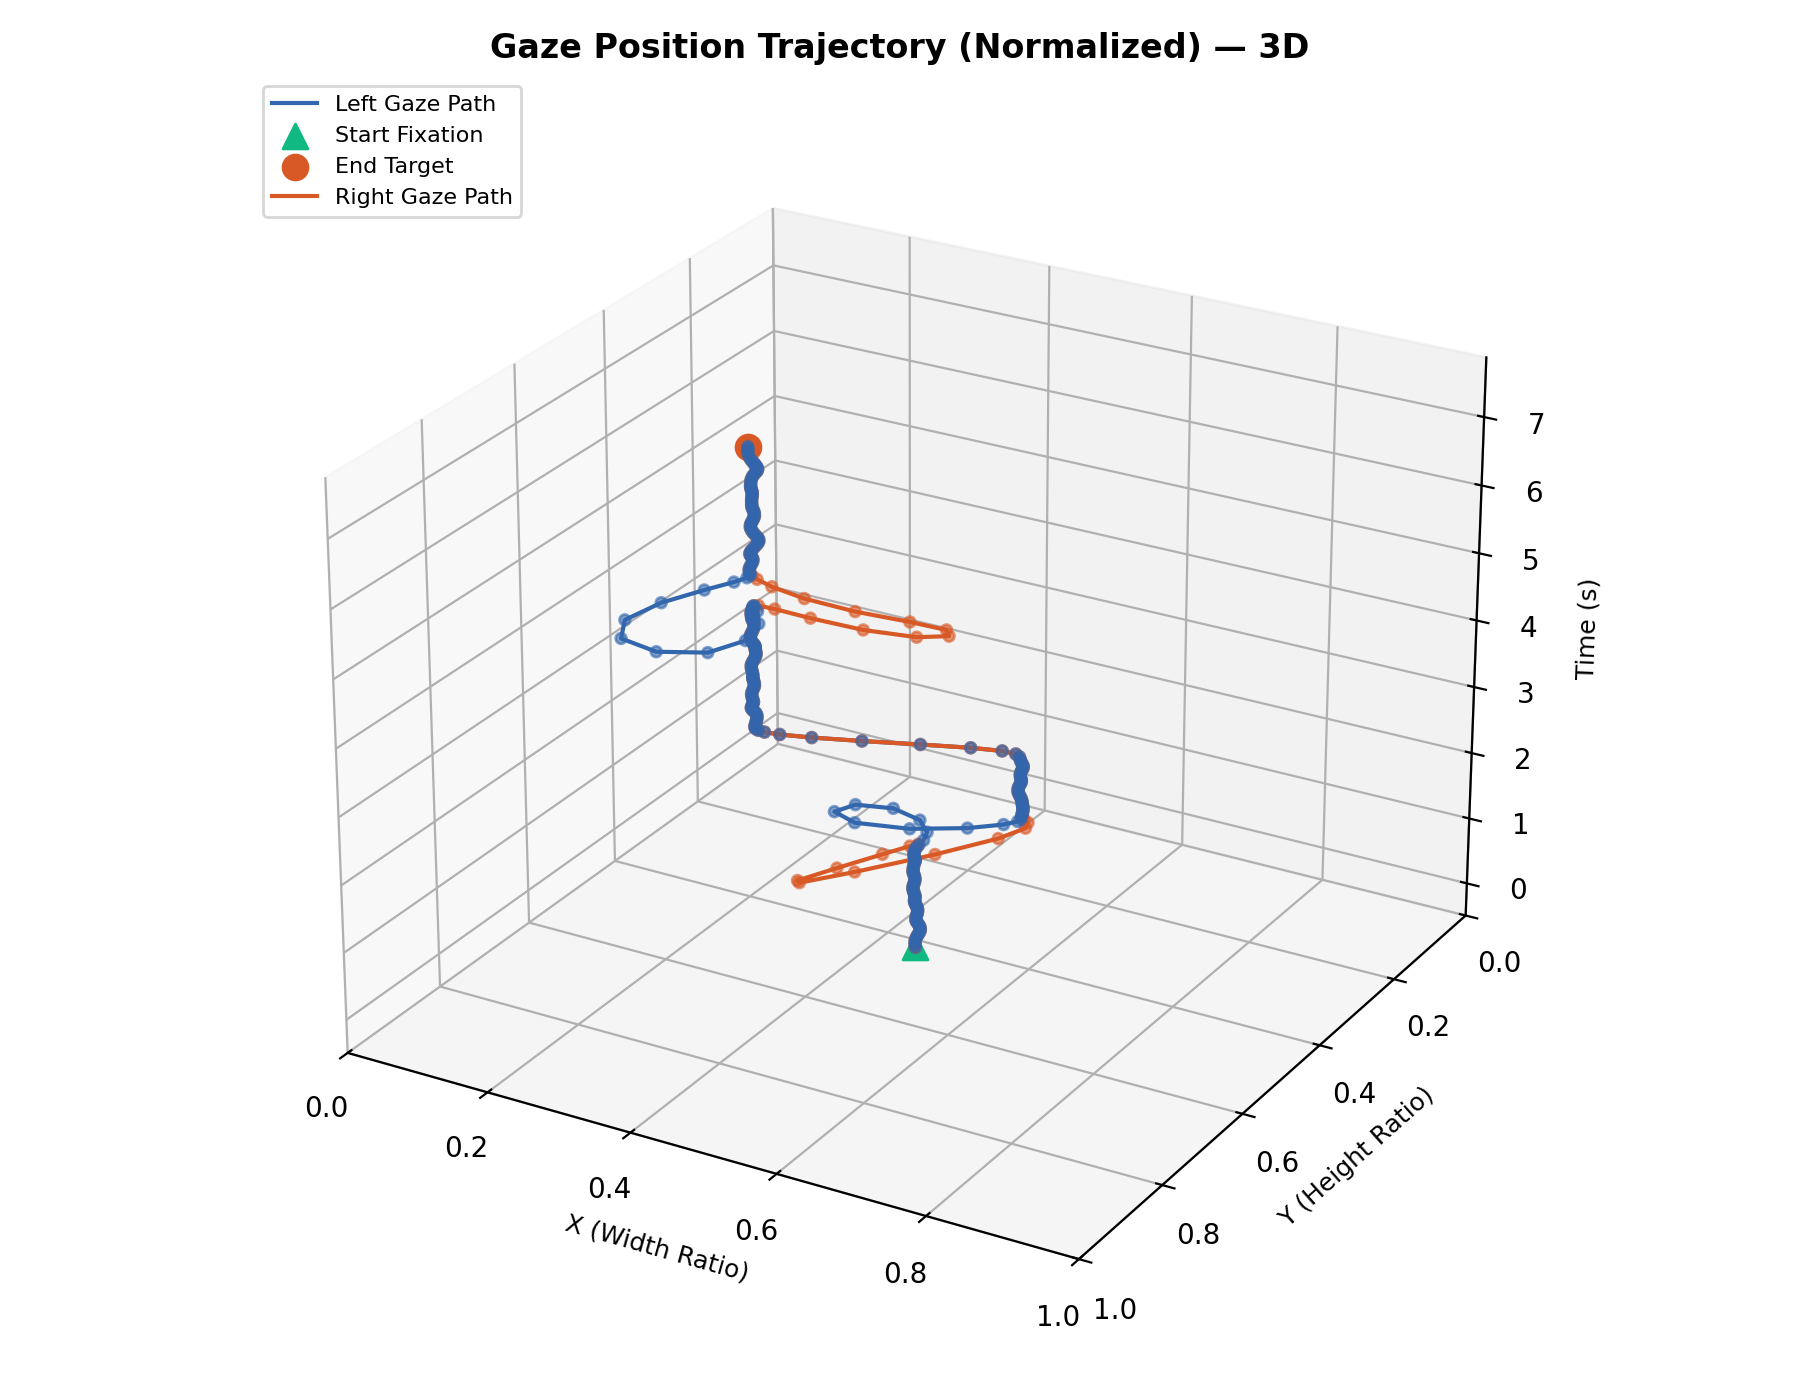 Gaze Position Trajectory (Normalized) — 3D
Left Gaze Path
Start Fixation
End Target
Right Gaze Path
7
6
5
4
3
2
1
0
Time (s)
0.0
0.2
0.4
0.6
0.8
1.0
Y (Height Ratio)
0.0
0.2
0.4
0.6
0.8
1.0
X (Width Ratio)